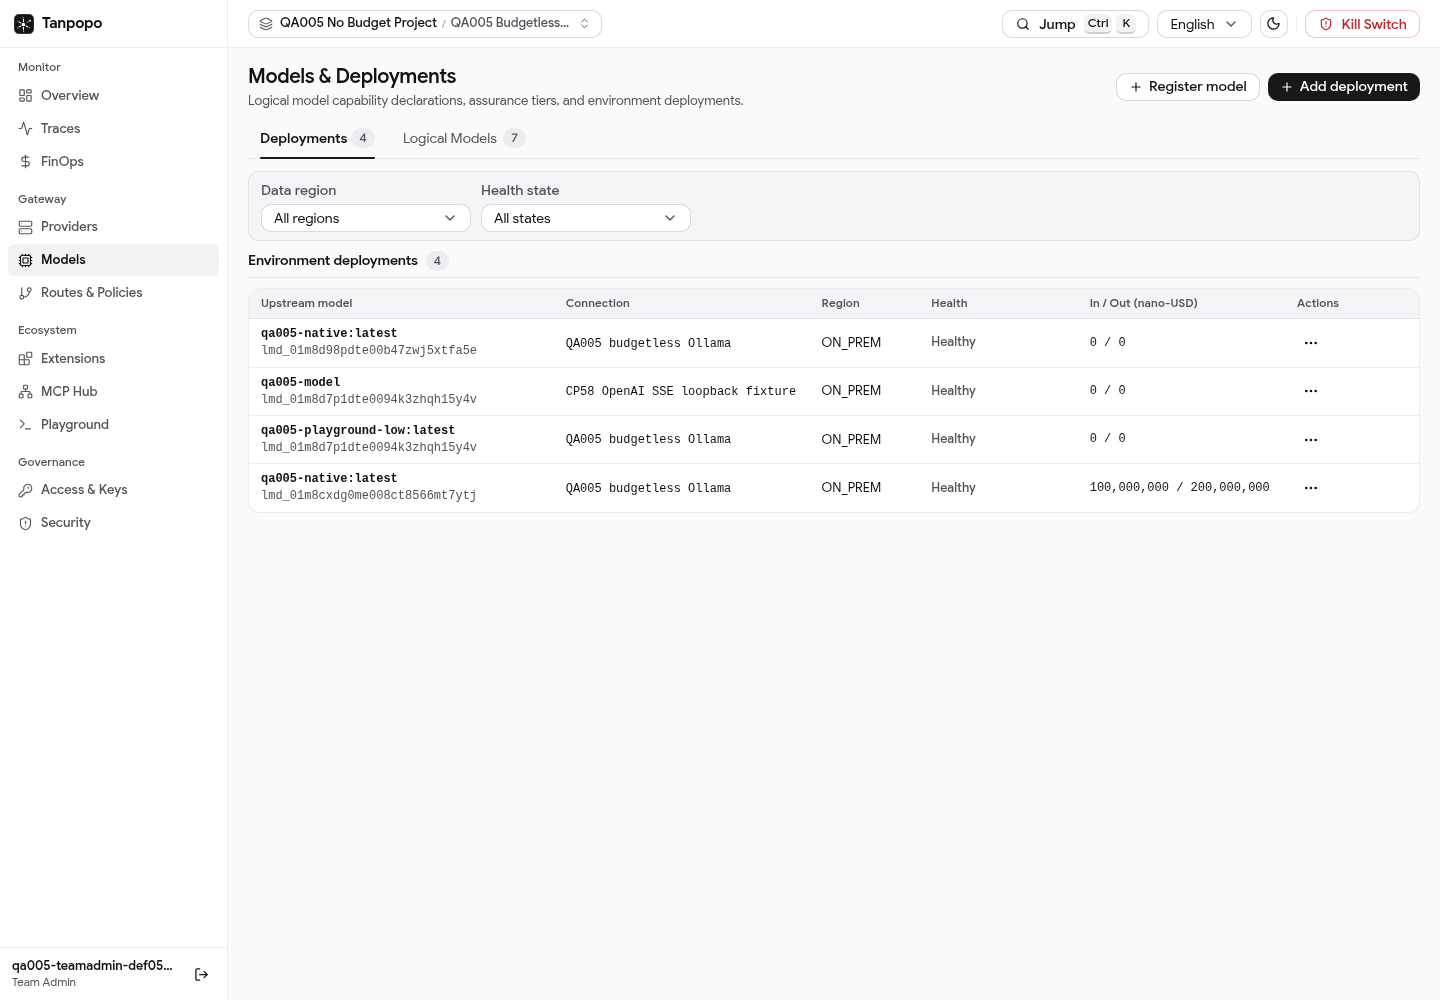 Tanpopo
QA005 No Budget Project / QA005 Budgetless...
Jump Ctrl K
English
Kill Switch
Monitor
Overview
Traces
FinOps
Gateway
Providers
Models
Routes & Policies
Ecosystem
Extensions
MCP Hub
Playground
Governance
Access & Keys
Security
qa005-teamadmin-def05...
Team Admin
Models & Deployments
Logical model capability declarations, assurance tiers, and environment deployments.
Register model
Add deployment
Deployments 4
Logical Models 7
Data region
Health state
All regions
All states
Environment deployments 4
Upstream model Connection Region Health In / Out (nano-USD) Actions
qa005-native:latest
lmd_01m8d98pdte00b47zwj5xtfa5e
QA005 budgetless Ollama ON_PREM Healthy 0 / 0
qa005-model
lmd_01m8d7p1dte0094k3zhqh15y4v
CP58 OpenAI SSE loopback fixture ON_PREM Healthy 0 / 0
qa005-playground-low:latest
lmd_01m8d7p1dte0094k3zhqh15y4v
QA005 budgetless Ollama ON_PREM Healthy 0 / 0
qa005-native:latest
lmd_01m8cxdg0me008ct8566mt7ytj
QA005 budgetless Ollama ON_PREM Healthy 100,000,000 / 200,000,000